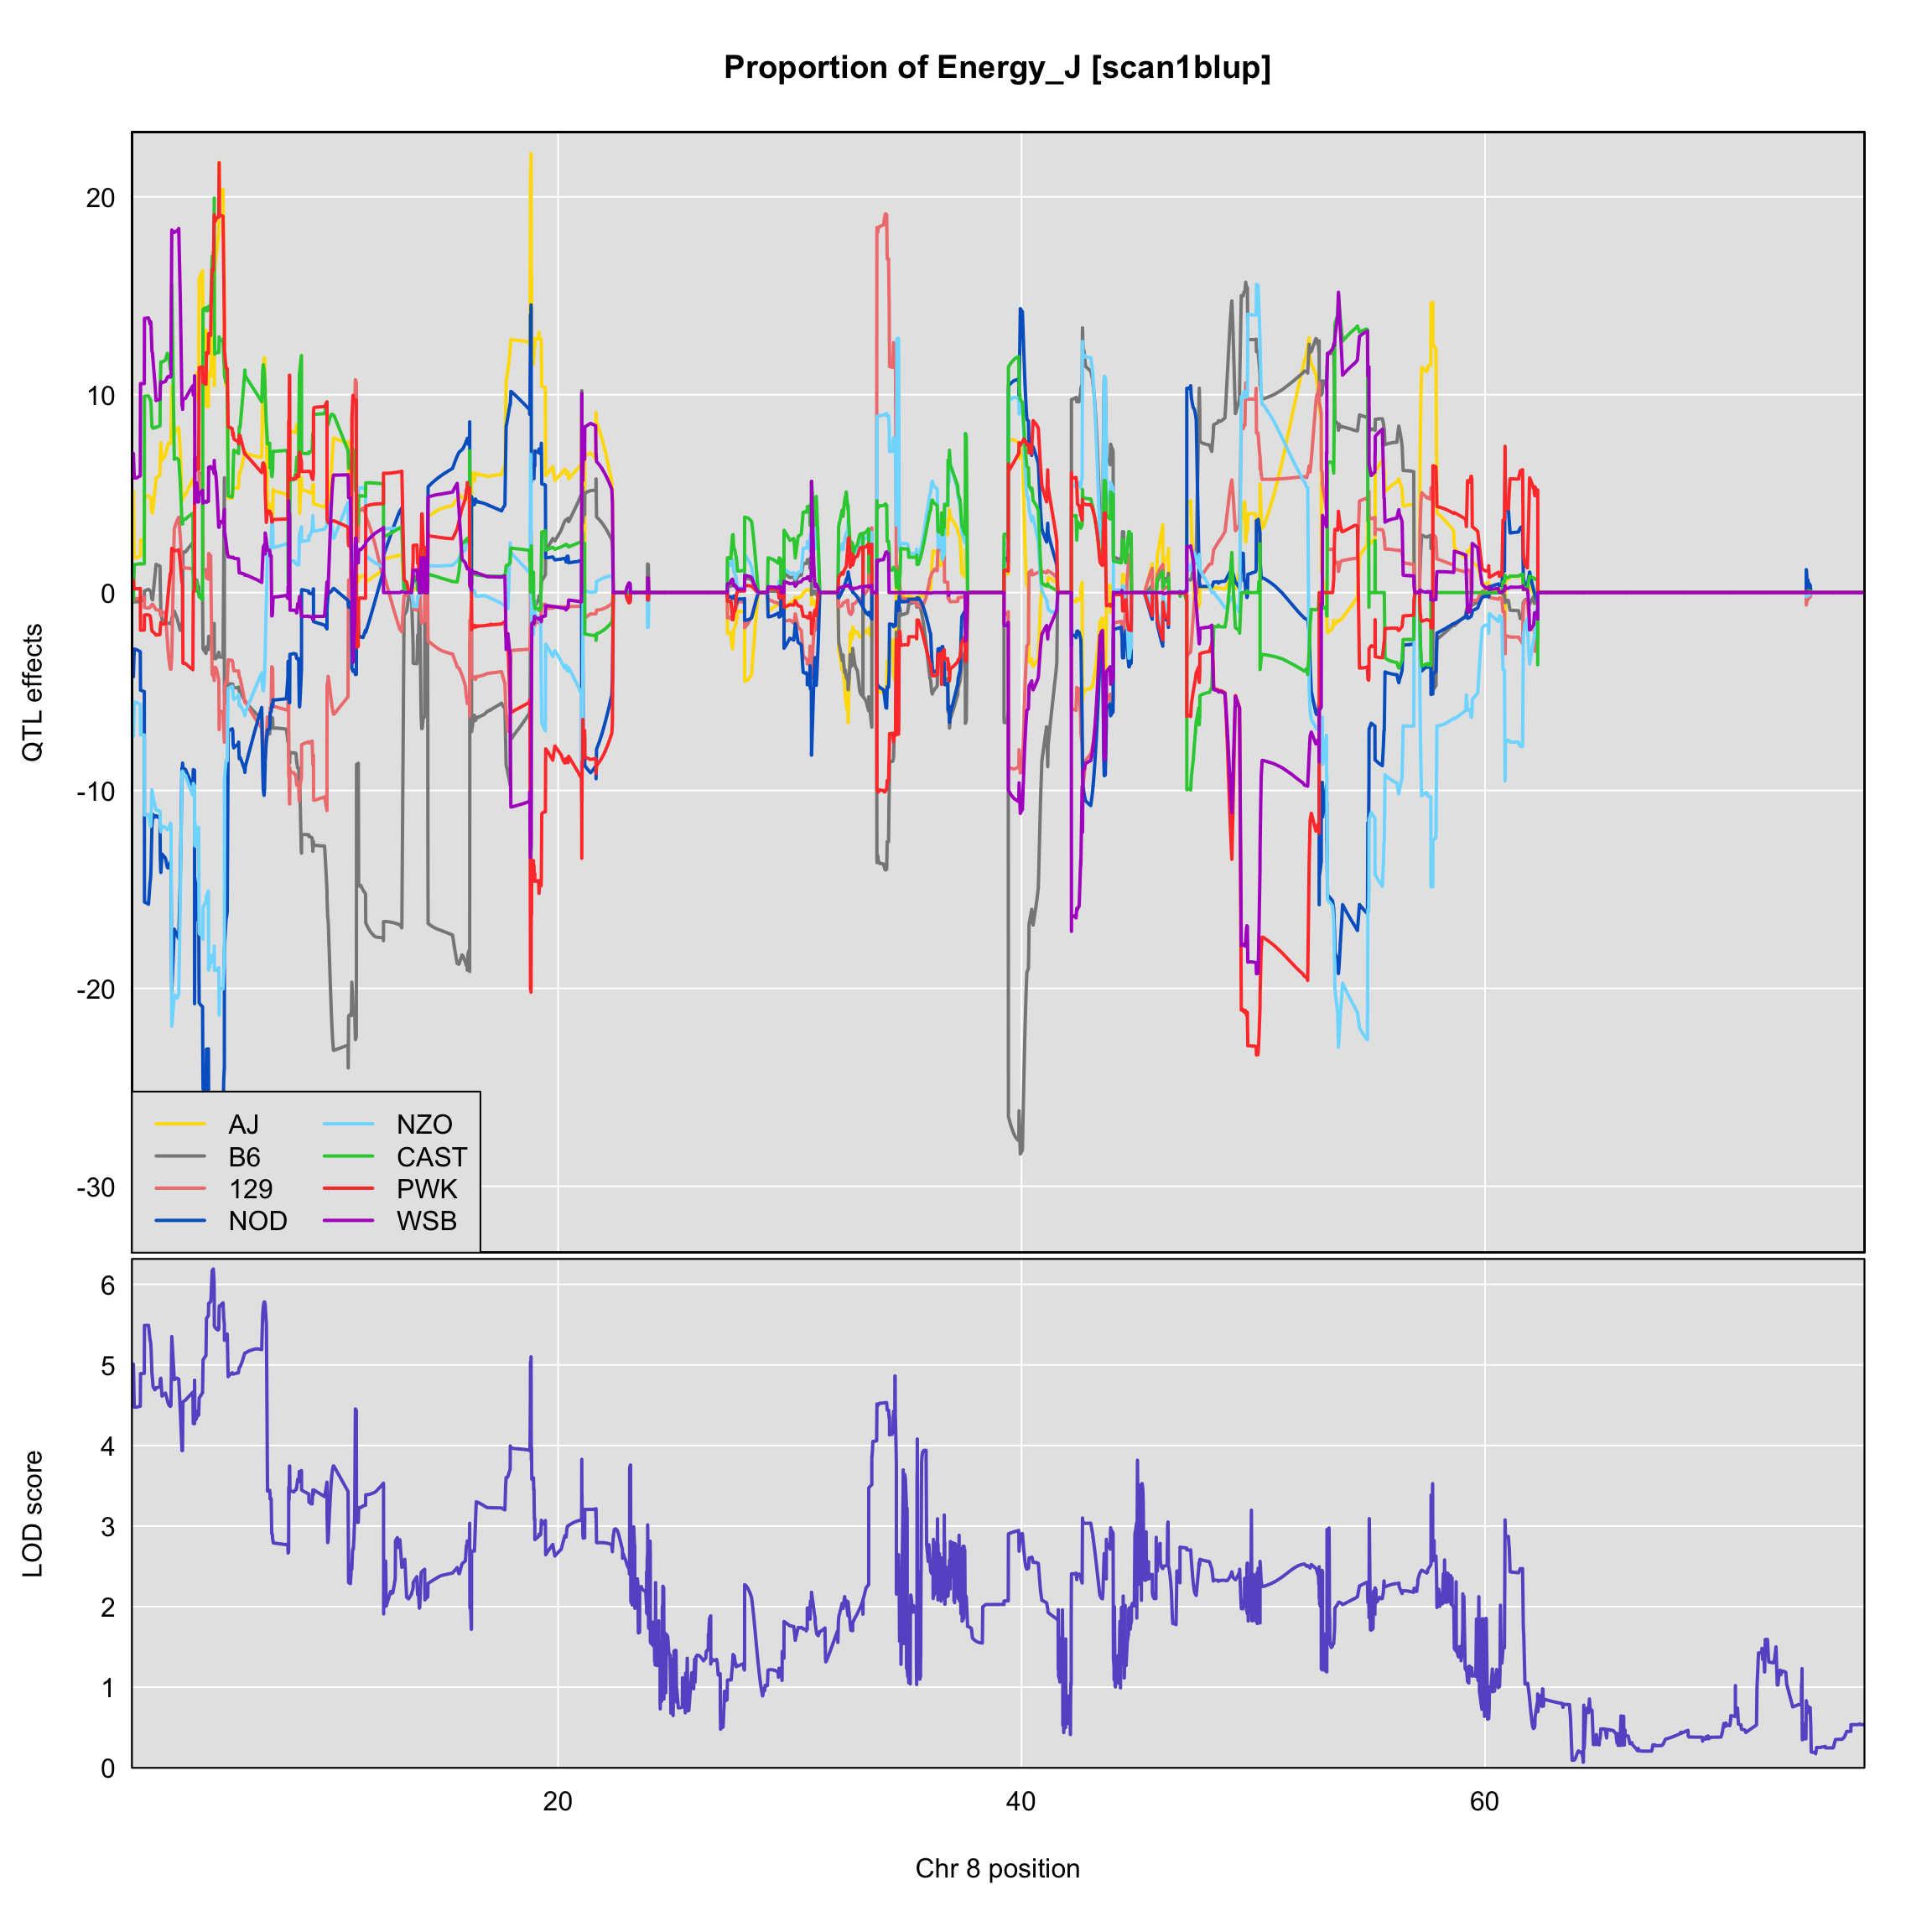 Proportion of Energy_J [scan1blup]
QTL effects
20
10
0
-10
-20
-30
AJ NZO
B6 CAST
129 PWK
NOD WSB
LOD score
6
5
4
3
2
1
0
20 40 60
Chr 8 position